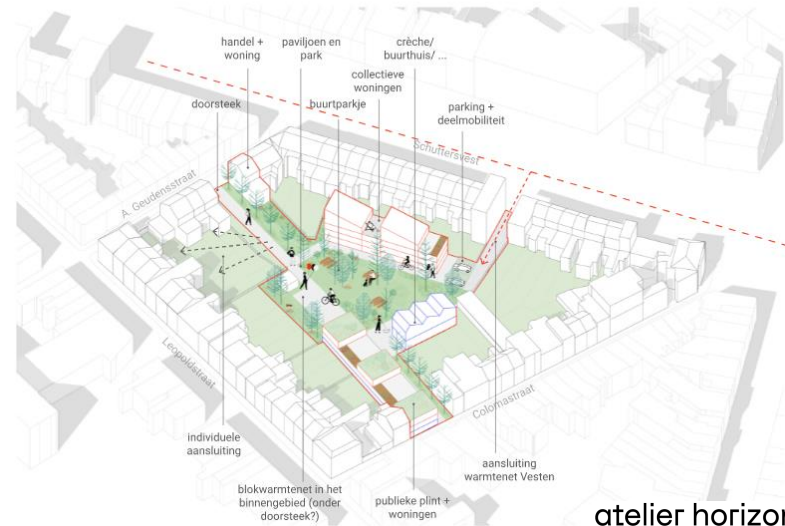 handel +
woning
paviljoen en
park
crèche/
buurthuis/ ...
collectieve
woningen
doorsteek
buurtparkje
parking +
deelmobiliteit
Schuttersvest
A. Geudensstraat
Leopoldstraat
Colomastraat
individuele
aansluiting
blokwarmtenet in het
binnengebied (onder
doorsteek?)
publieke plint +
woningen
aansluiting
warmtenet Vesten
atelier horizon